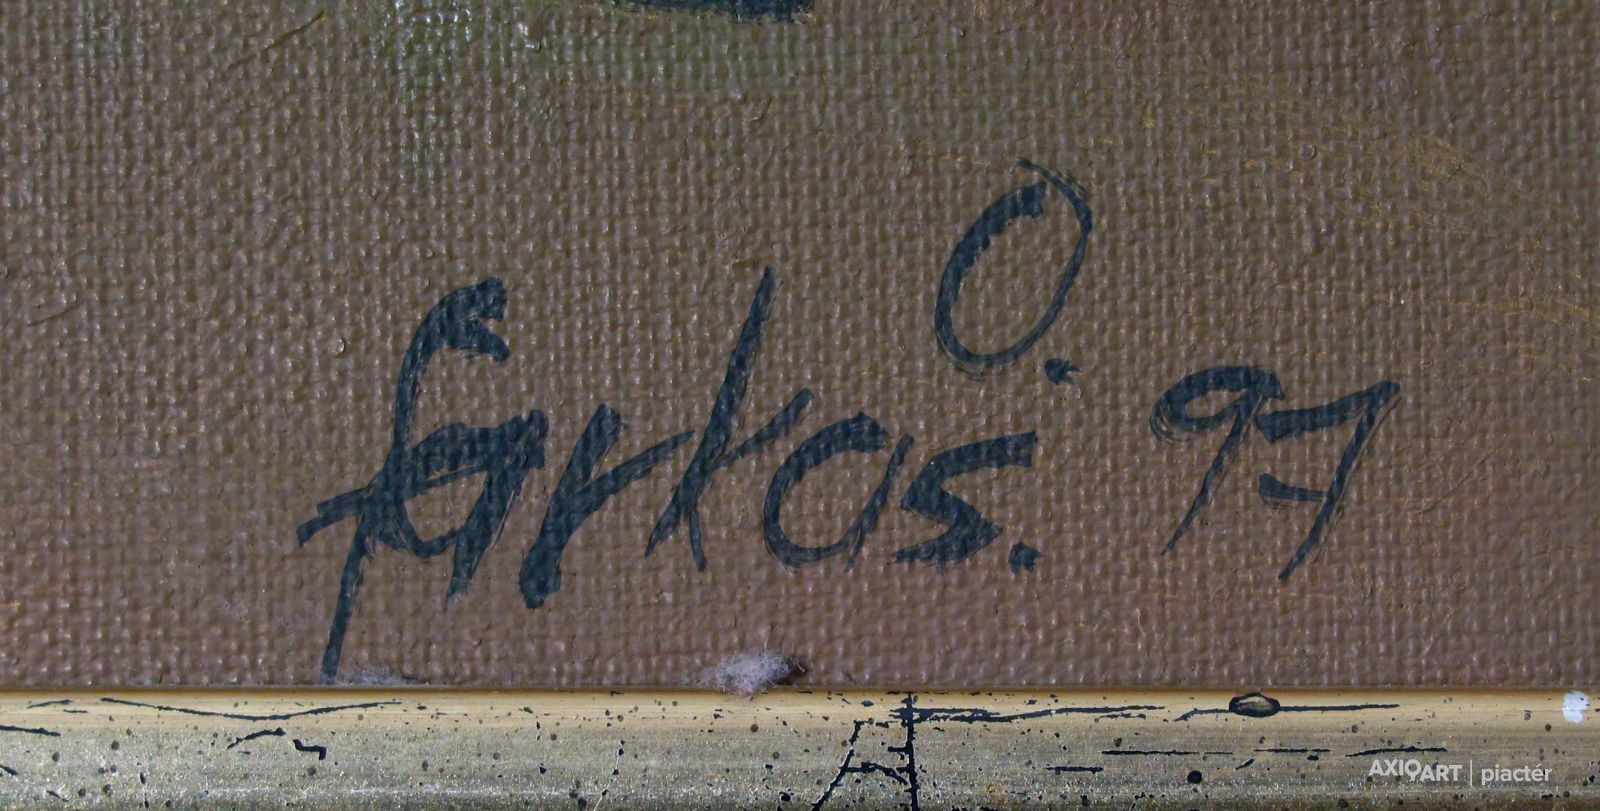 Farkas. O. 97
AXIOART | piactér